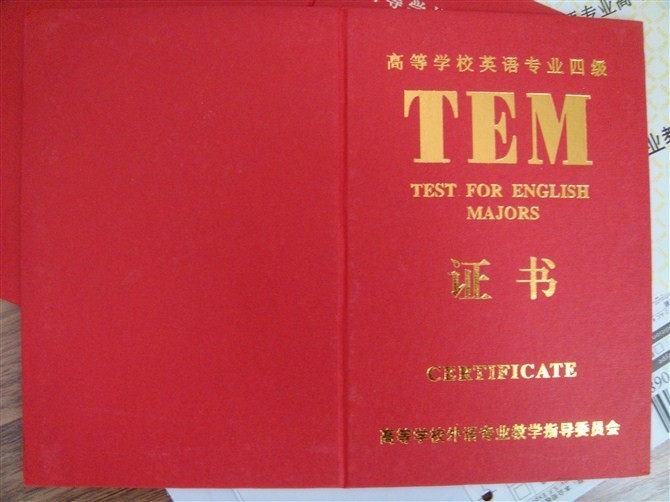 高等学校英语专业四级
TEM
TEST FOR ENGLISH
MAJORS
证书
CERTIFICATE
高等学校外语专业教学指导委员会